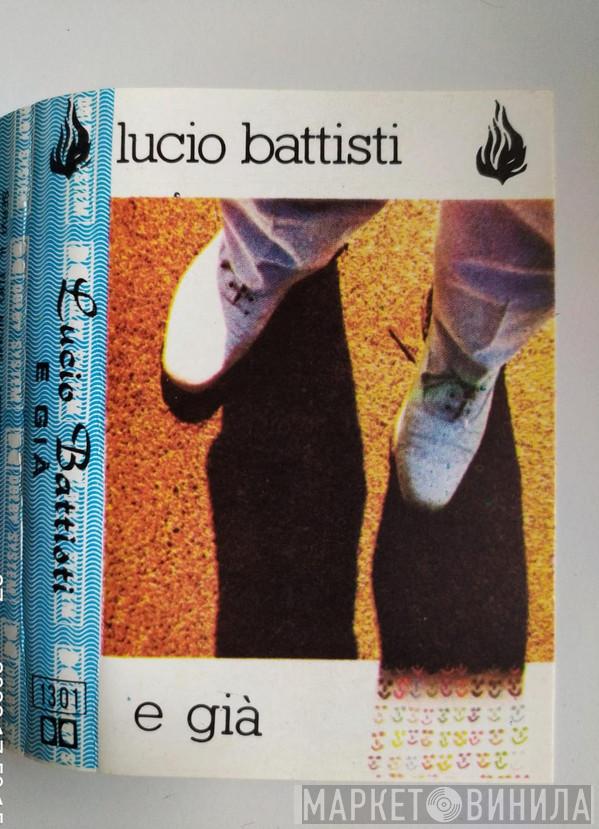 lucio battisti
e già
Lucio Battisti
E GIÀ
1301
МАРКЕТ ВИНИЛА